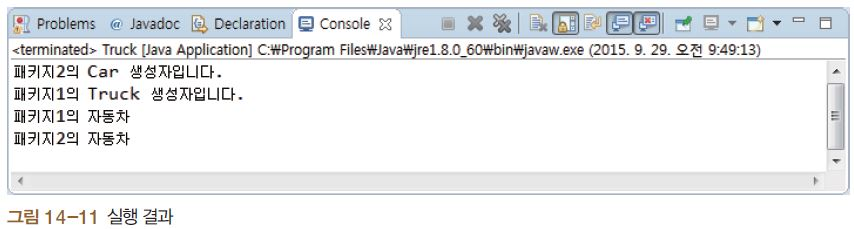 Problems @ Javadoc Declaration Console
<terminated> Truck [Java Application] C:₩Program Files₩Java₩jre1.8.0_60₩bin₩javaw.exe (2015. 9. 29. 오전 9:49:13)
패키지2의 Car 생성자입니다.
패키지1의 Truck 생성자입니다.
패키지1의 자동차
패키지2의 자동차
그림 14-11 실행 결과